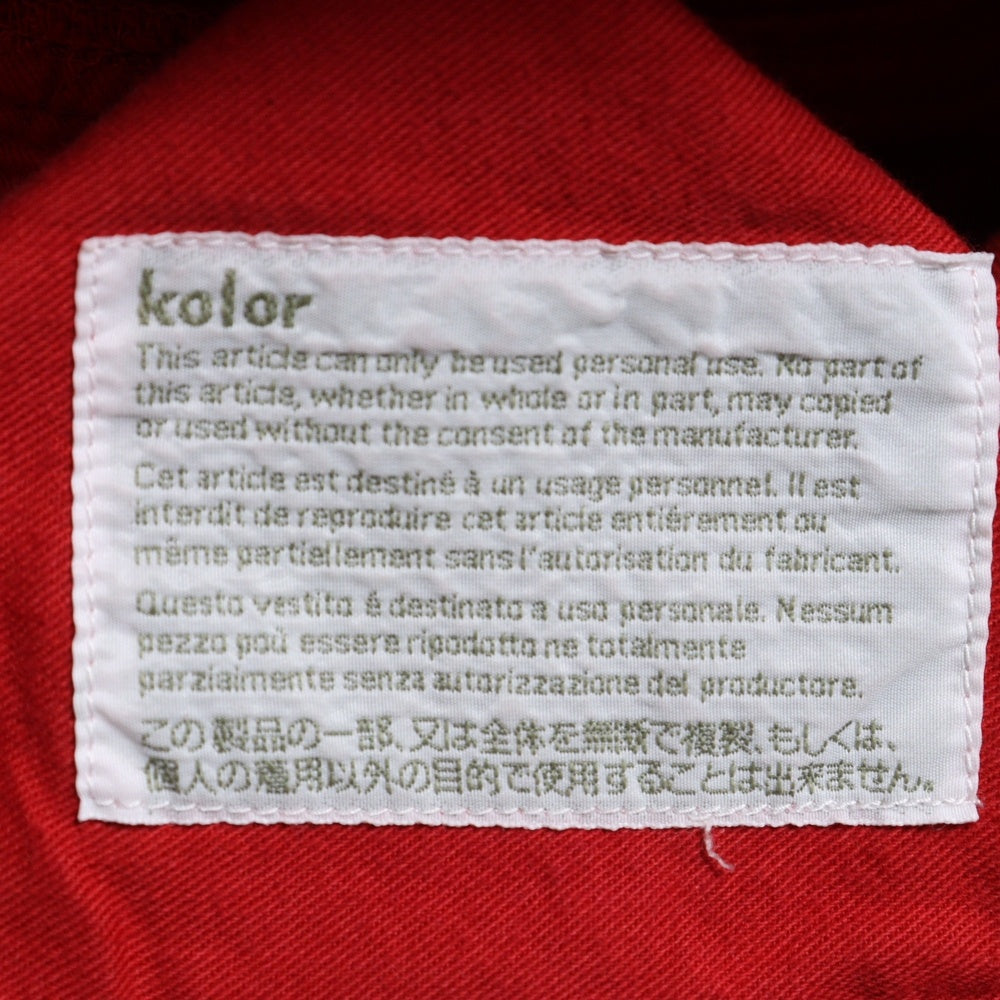 kolor
This article can only be used personal use. No part of
this article, whether in whole or in part, may copied
or used without the consent of the manufacturer.
Cet article est destiné à un usage personnel. Il est
interdit de reproduire cet article entiérement ou
même partiellement sans l'autorisation du fabricant.
Questo vestito é destinato a uso personale. Nessum
pezzo poú essere ripodotto ne totalmente
parzialmente senza autorizzazione del productore.
この製品の一部、又は全体を無断で複製、もしくは、
個人の着用以外の目的で使用することは出来ません。